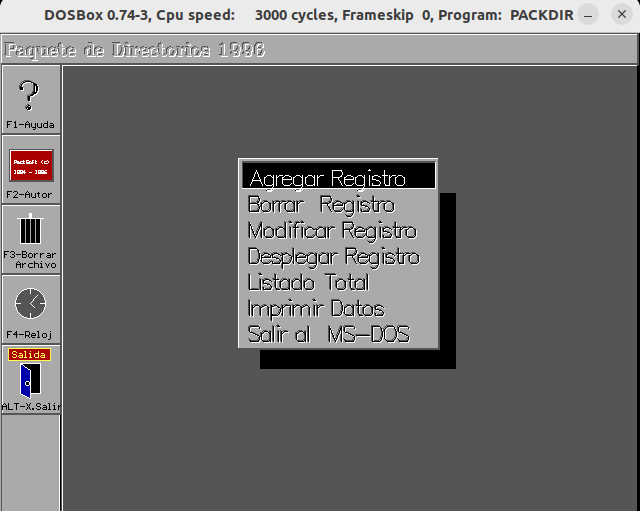 DOSBox 0.74-3, Cpu speed: 3000 cycles, Frameskip 0, Program: PACKDIR
Paquete de Directorios 1996
F1-Ayuda
PactSoft (c)
1994 - 1996
F2-Autor
F3-Borrar
Archivo
F4-Reloj
Salida
ALT-X.Salir
Agregar Registro
Borrar Registro
Modificar Registro
Desplegar Registro
Listado Total
Imprimir Datos
Salir al MS-DOS